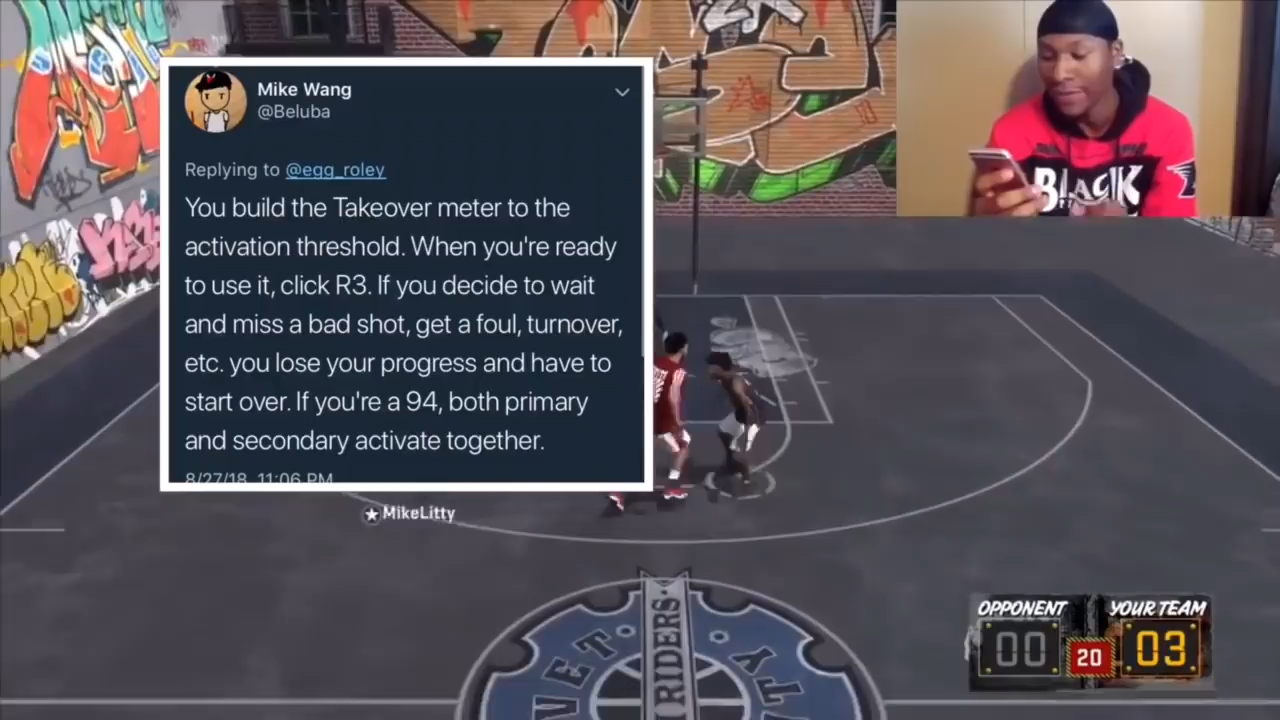 Mike Wang
@Beluba
Replying to @egg_roley
You build the Takeover meter to the
activation threshold. When you're ready
to use it, click R3. If you decide to wait
and miss a bad shot, get a foul, turnover,
etc. you lose your progress and have to
start over. If you're a 94, both primary
and secondary activate together.
8/27/18, 11:06 PM
BLACK
MikeLitty
RIDERS
OPPONENT
YOUR TEAM
00
20
03